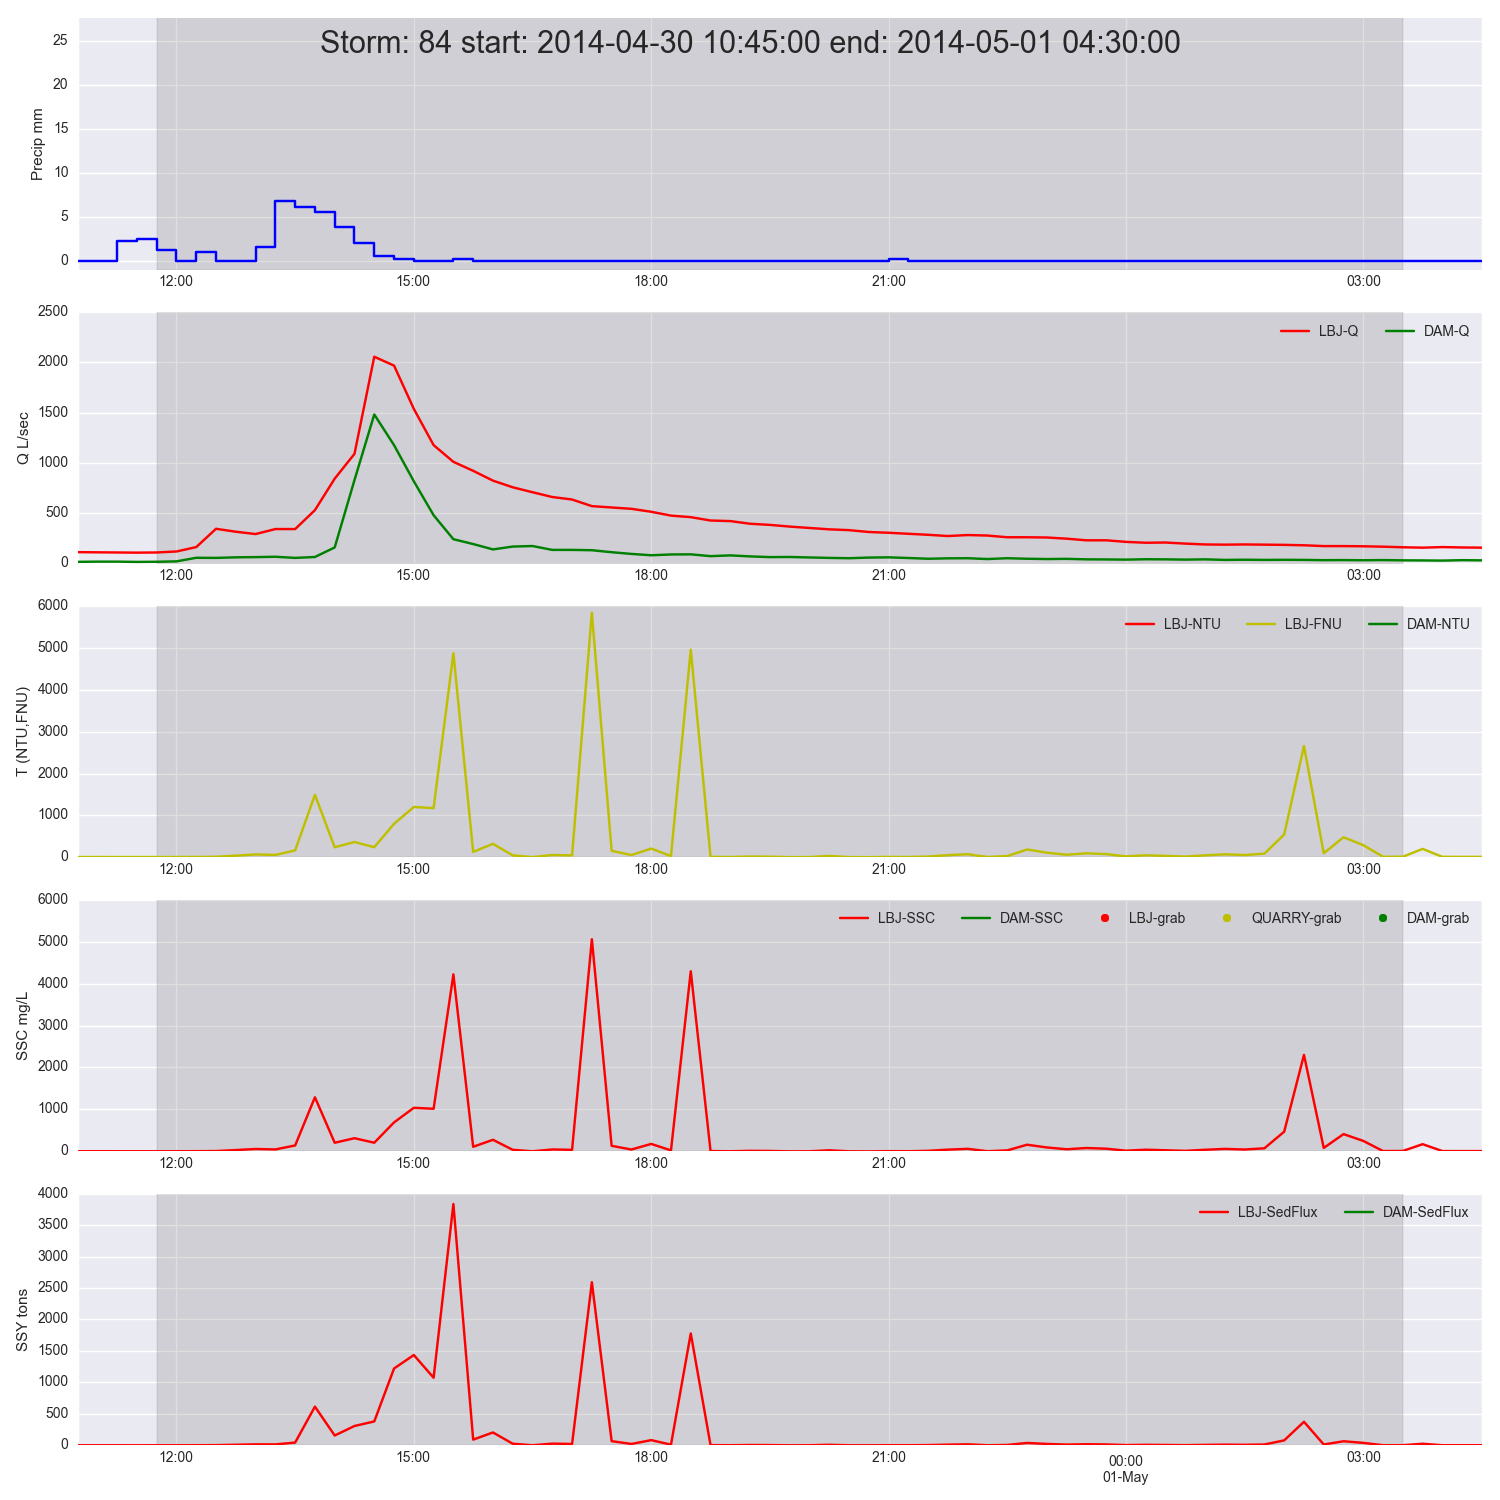 Storm: 84 start: 2014-04-30 10:45:00 end: 2014-05-01 04:30:00
Precip mm
25
20
15
10
5
0
12:00 15:00 18:00 21:00 03:00
Q L/sec
2500
2000
1500
1000
500
0
LBJ-Q DAM-Q
12:00 15:00 18:00 21:00 03:00
T (NTU,FNU)
6000
5000
4000
3000
2000
1000
0
LBJ-NTU LBJ-FNU DAM-NTU
12:00 15:00 18:00 21:00 03:00
SSC mg/L
6000
5000
4000
3000
2000
1000
0
LBJ-SSC DAM-SSC LBJ-grab QUARRY-grab DAM-grab
12:00 15:00 18:00 21:00 03:00
SSY tons
4000
3500
3000
2500
2000
1500
1000
500
0
LBJ-SedFlux DAM-SedFlux
12:00 15:00 18:00 21:00 00:00 03:00
01-May